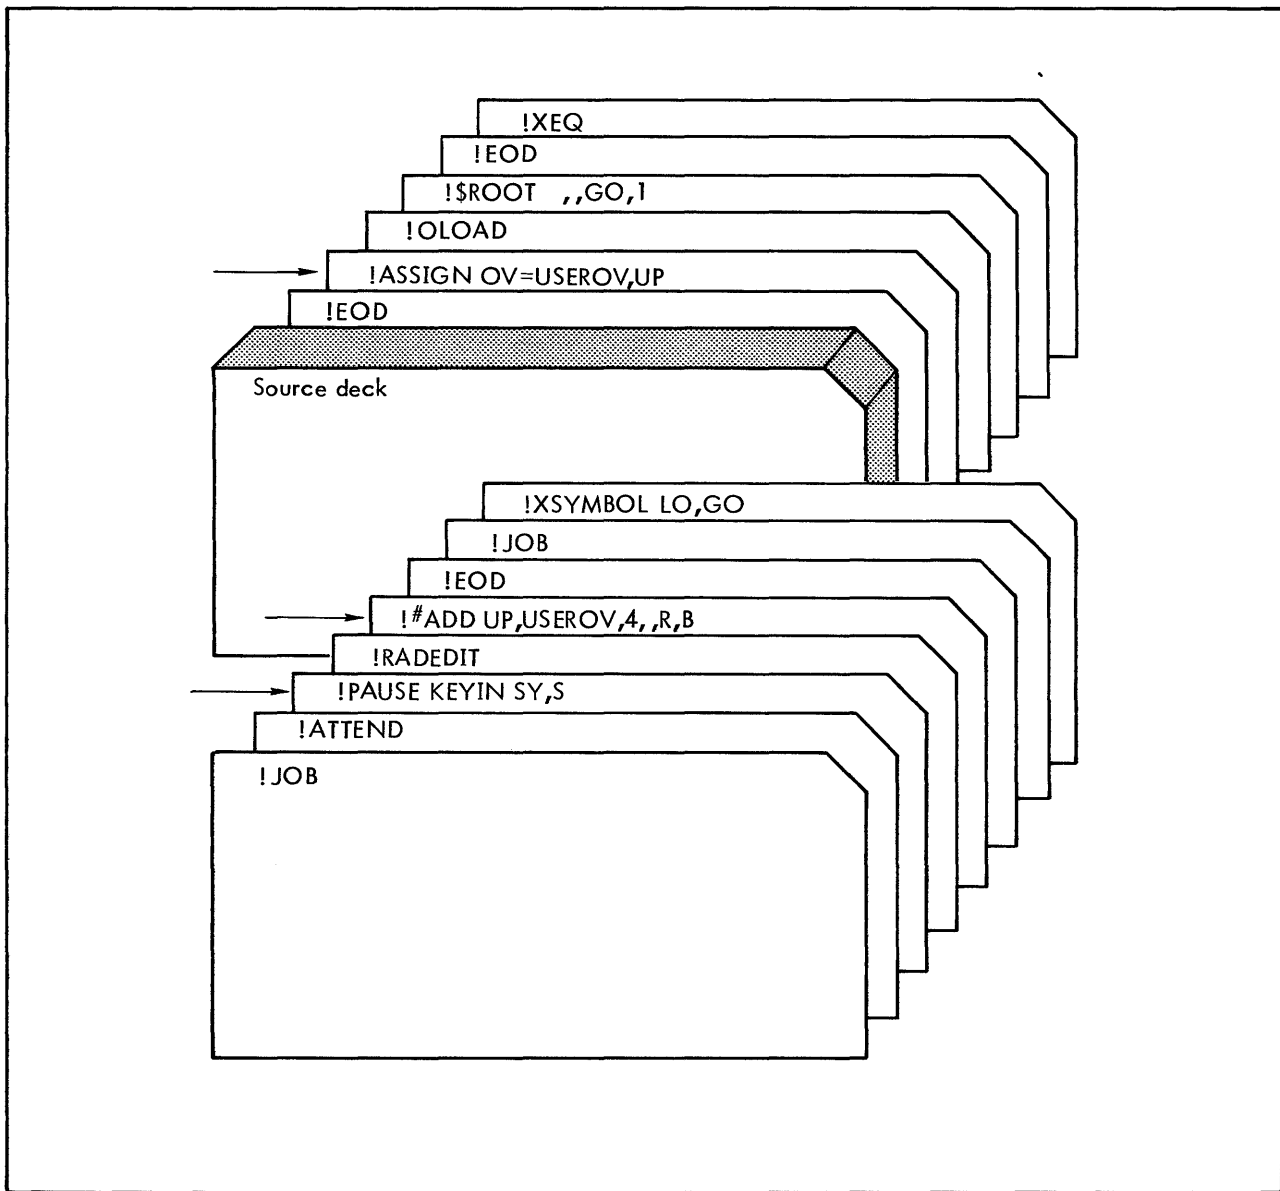 !XEQ
!EOD
!$ROOT ,,GO,1
!OLOAD
!ASSIGN OV=USEROV,UP
!EOD
Source deck
!XSYMBOL LO,GO
!JOB
!EOD
!#ADD UP,USEROV,4,,R,B
!RADEDIT
!PAUSE KEYIN SY,S
!ATTEND
!JOB